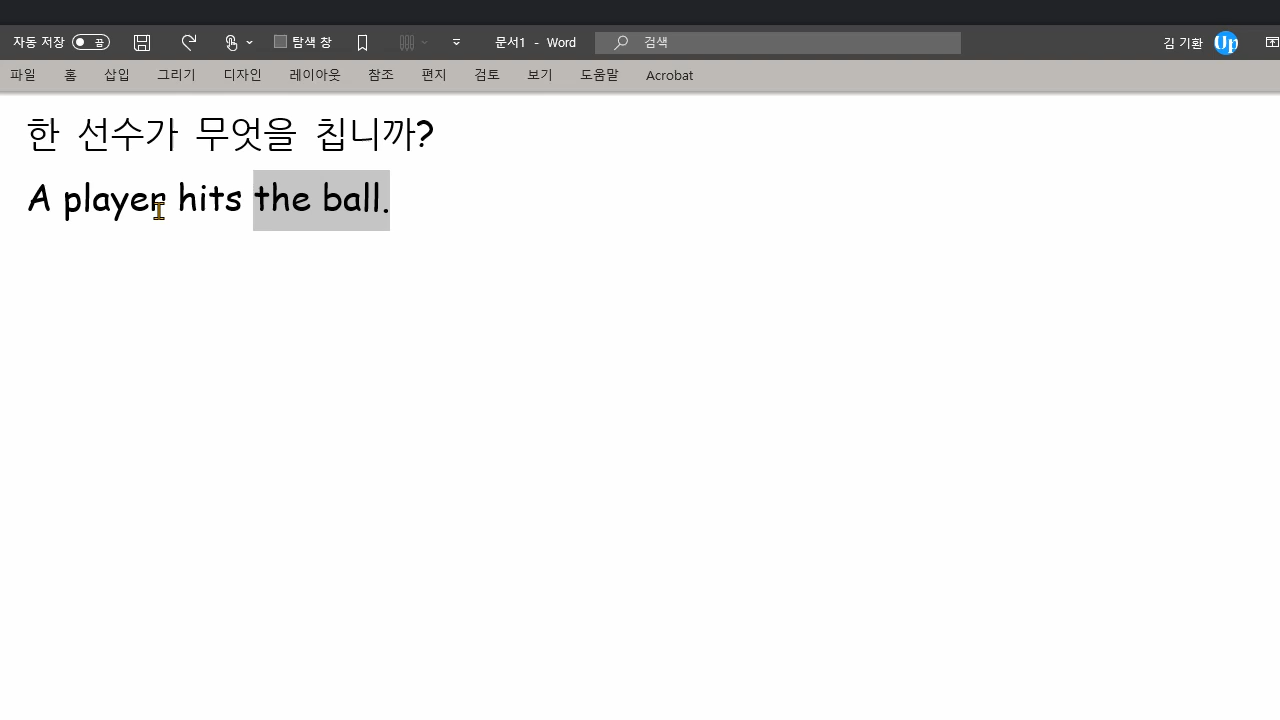 자동 저장 끔 탐색 창 문서1 - Word 검색 김 기환 Up
파일 홈 삽입 그리기 디자인 레이아웃 참조 편지 검토 보기 도움말 Acrobat
한 선수가 무엇을 칩니까?
A player hits the ball.